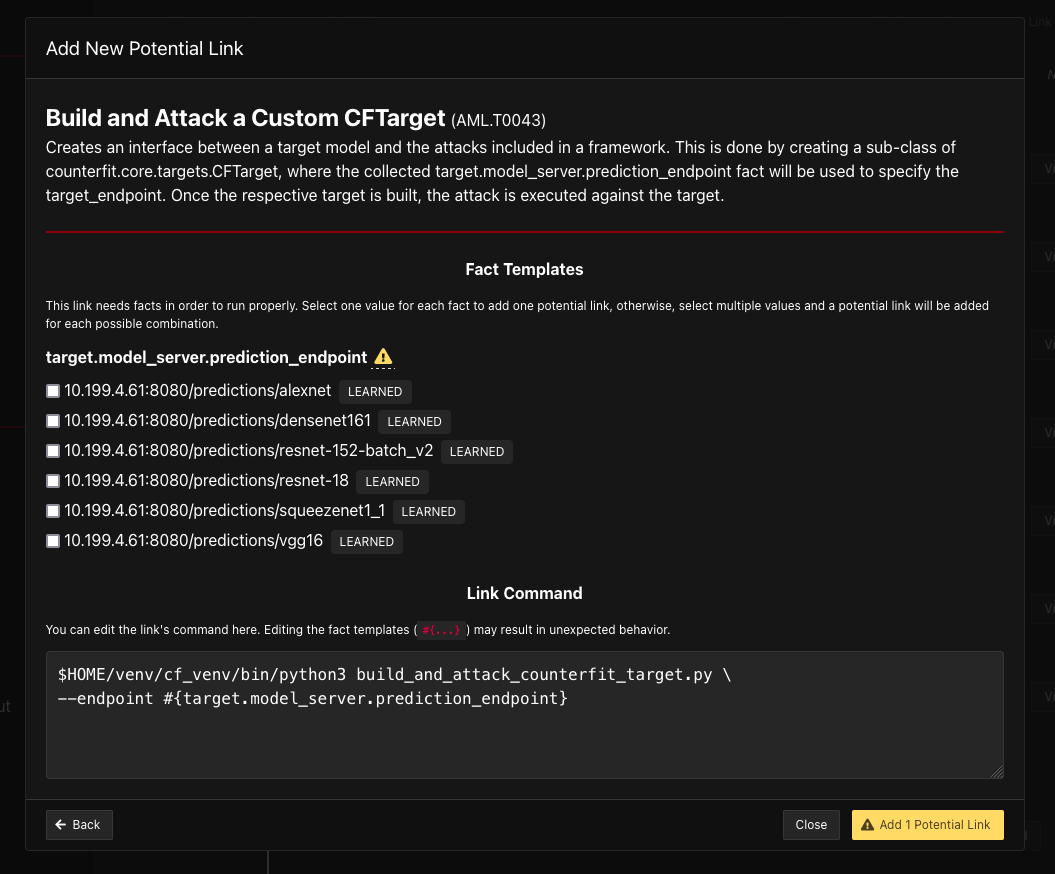 Add New Potential Link
Build and Attack a Custom CFTarget (AML.T0043)
Creates an interface between a target model and the attacks included in a framework. This is done by creating a sub-class of
counterfit.core.targets.CFTarget, where the collected target.model_server.prediction_endpoint fact will be used to specify the
target_endpoint. Once the respective target is built, the attack is executed against the target.
Fact Templates
This link needs facts in order to run properly. Select one value for each fact to add one potential link, otherwise, select multiple values and a potential link will be added
for each possible combination.
target.model_server.prediction_endpoint
10.199.4.61:8080/predictions/alexnet LEARNED
10.199.4.61:8080/predictions/densenet161 LEARNED
10.199.4.61:8080/predictions/resnet-152-batch_v2 LEARNED
10.199.4.61:8080/predictions/resnet-18 LEARNED
10.199.4.61:8080/predictions/squeezenet1_1 LEARNED
10.199.4.61:8080/predictions/vgg16 LEARNED
Link Command
You can edit the link's command here. Editing the fact templates ( #{...} ) may result in unexpected behavior.
$HOME/venv/cf_venv/bin/python3 build_and_attack_counterfit_target.py \
--endpoint #{target.model_server.prediction_endpoint}
Back
Close
Add 1 Potential Link